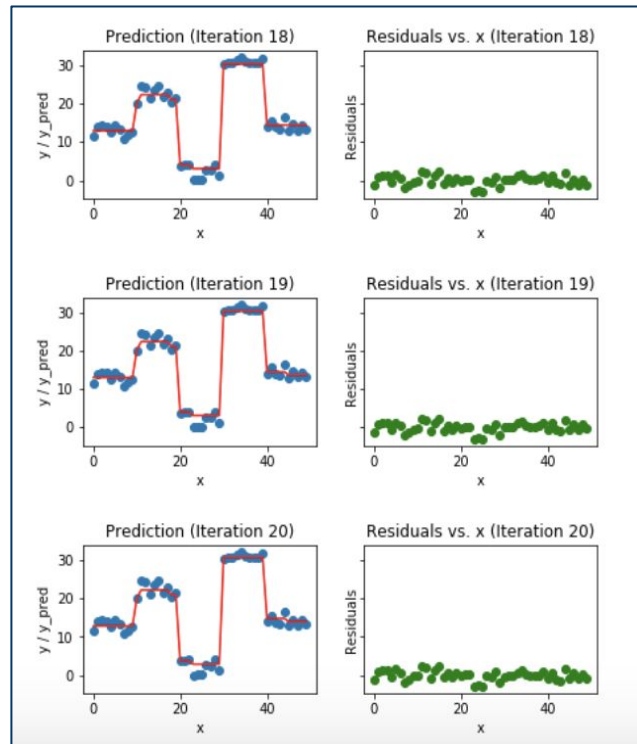 Prediction (Iteration 18)
Residuals vs. x (Iteration 18)
30
20
10
0
y / y_pred
Residuals
0
20
40
0
20
40
x
x
Prediction (Iteration 19)
Residuals vs. x (Iteration 19)
30
20
10
0
y / y_pred
Residuals
0
20
40
0
20
40
x
x
Prediction (Iteration 20)
Residuals vs. x (Iteration 20)
30
20
10
0
y / y_pred
Residuals
0
20
40
0
20
40
x
x